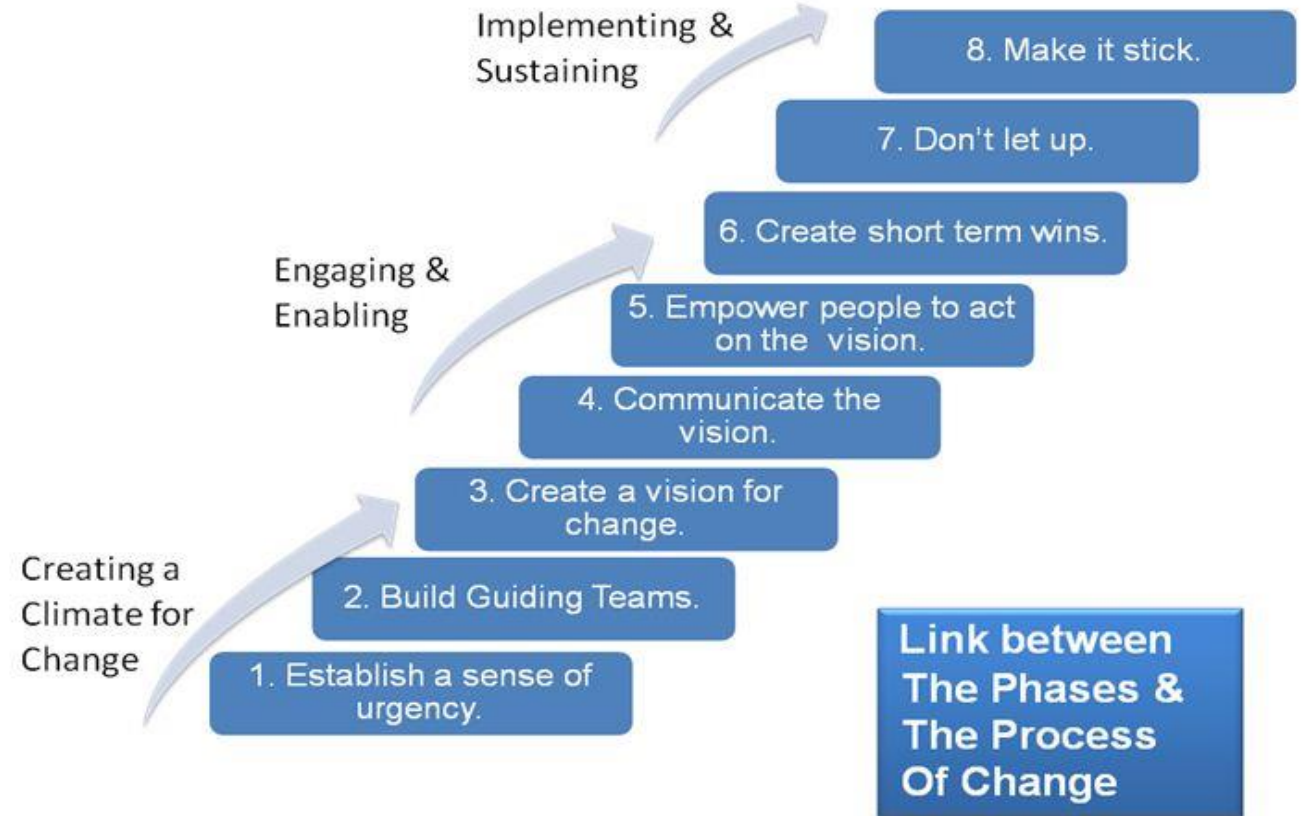 Implementing &
Sustaining
8. Make it stick.
7. Don't let up.
6. Create short term wins.
Engaging &
Enabling
5. Empower people to act
on the vision.
4. Communicate the
vision.
3. Create a vision for
change.
Creating a
Climate for
Change
2. Build Guiding Teams.
1. Establish a sense of
urgency.
Link between
The Phases &
The Process
Of Change